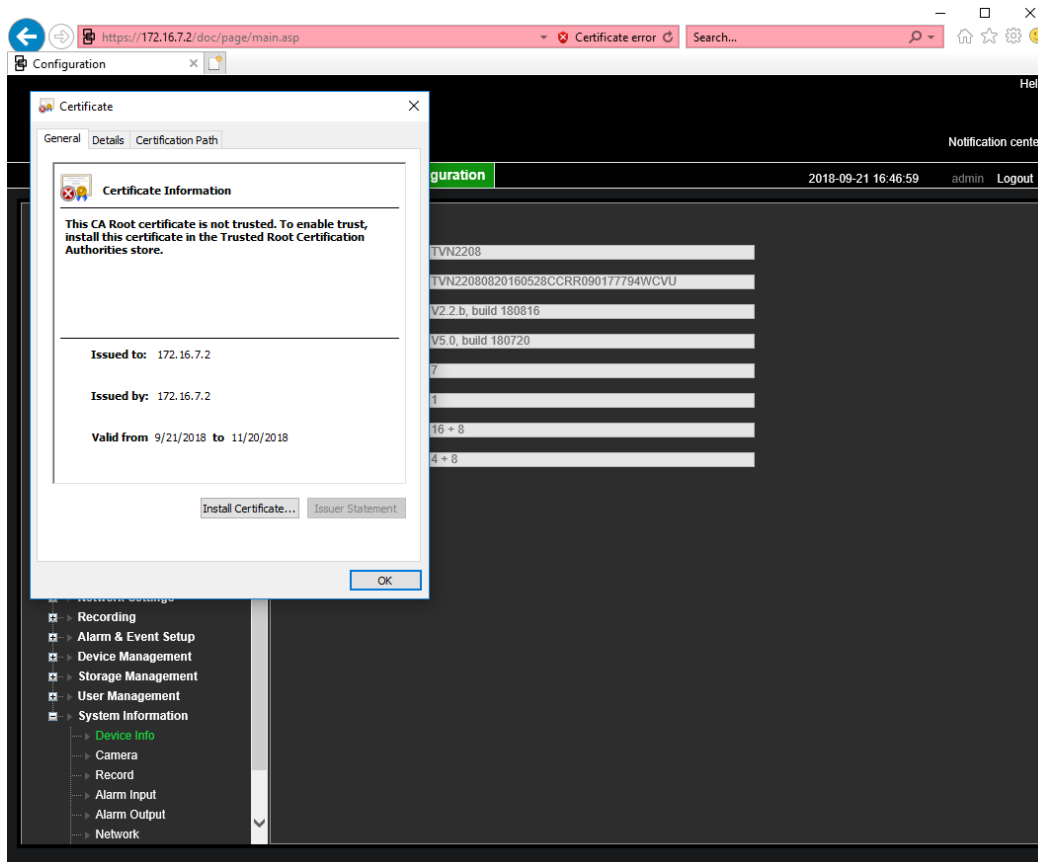 https://172.16.7.2/doc/page/main.asp
Certificate error
Search...
Configuration
Hel
Certificate
General Details Certification Path
Notification cente
guration
2018-09-21 16:46:59 admin Logout
Certificate Information
This CA Root certificate is not trusted. To enable trust,
install this certificate in the Trusted Root Certification
Authorities store.
Issued to: 172.16.7.2
Issued by: 172.16.7.2
Valid from 9/21/2018 to 11/20/2018
Install Certificate... Issuer Statement
OK
TVN2208
TVN22080820160528CCRR090177794WCVU
V2.2.b, build 180816
V5.0, build 180720
7
1
16 + 8
4 + 8
Network Settings
Recording
Alarm & Event Setup
Device Management
Storage Management
User Management
System Information
Device Info
Camera
Record
Alarm Input
Alarm Output
Network